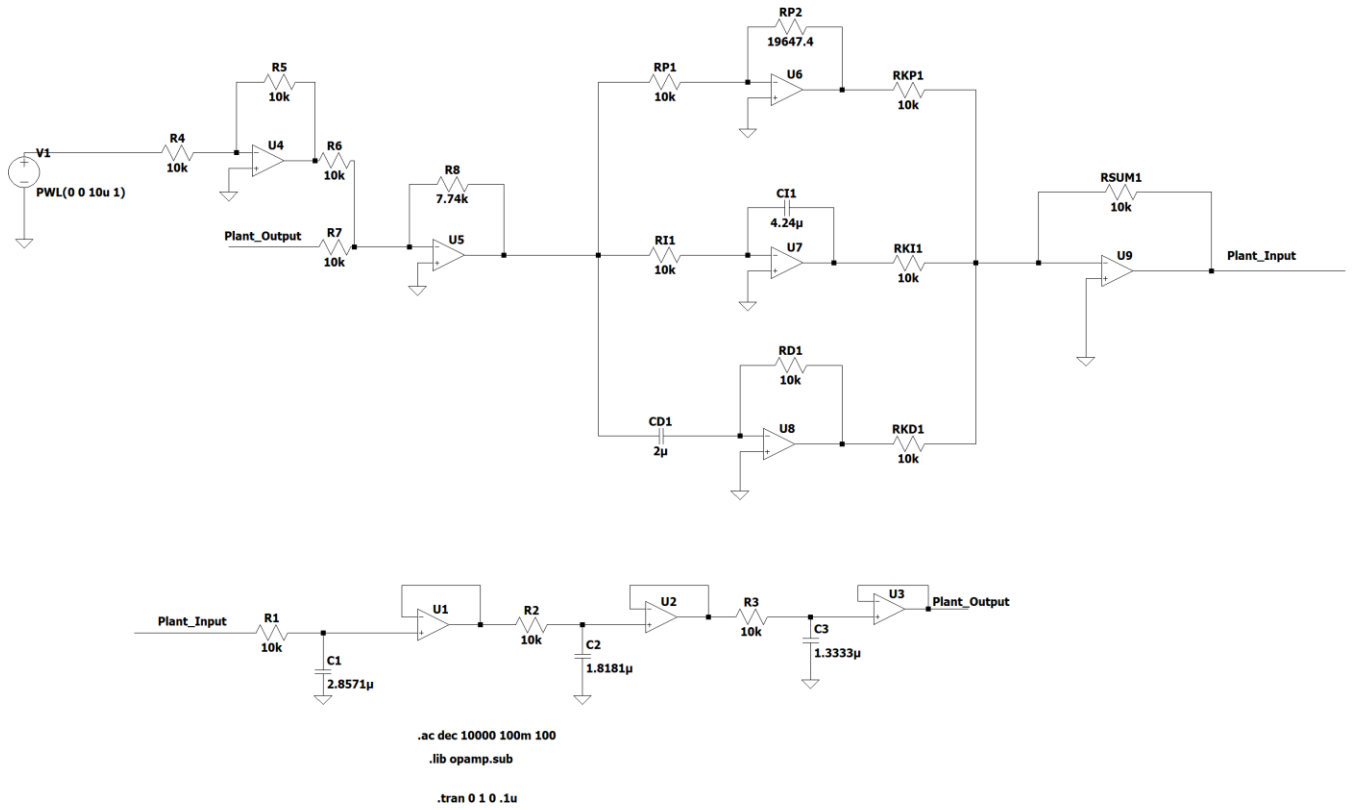 RP2
19647.4
R5
10k
RP1
10k
U6
RKP1
10k
R4
10k
U4
R6
10k
V1
PWL(0 0 10u 1)
R8
7.74k
CI1
4.24µ
RSUM1
10k
Plant_Output
R7
10k
U5
RI1
10k
U7
RKI1
10k
U9
Plant_Input
RD1
10k
CD1
2µ
U8
RKD1
10k
Plant_Input
R1
10k
U1
R2
10k
U2
R3
10k
U3
Plant_Output
C1
2.8571µ
C2
1.8181µ
C3
1.3333µ
.ac dec 10000 100m 100
.lib opamp.sub
.tran 0 1 0 .1u